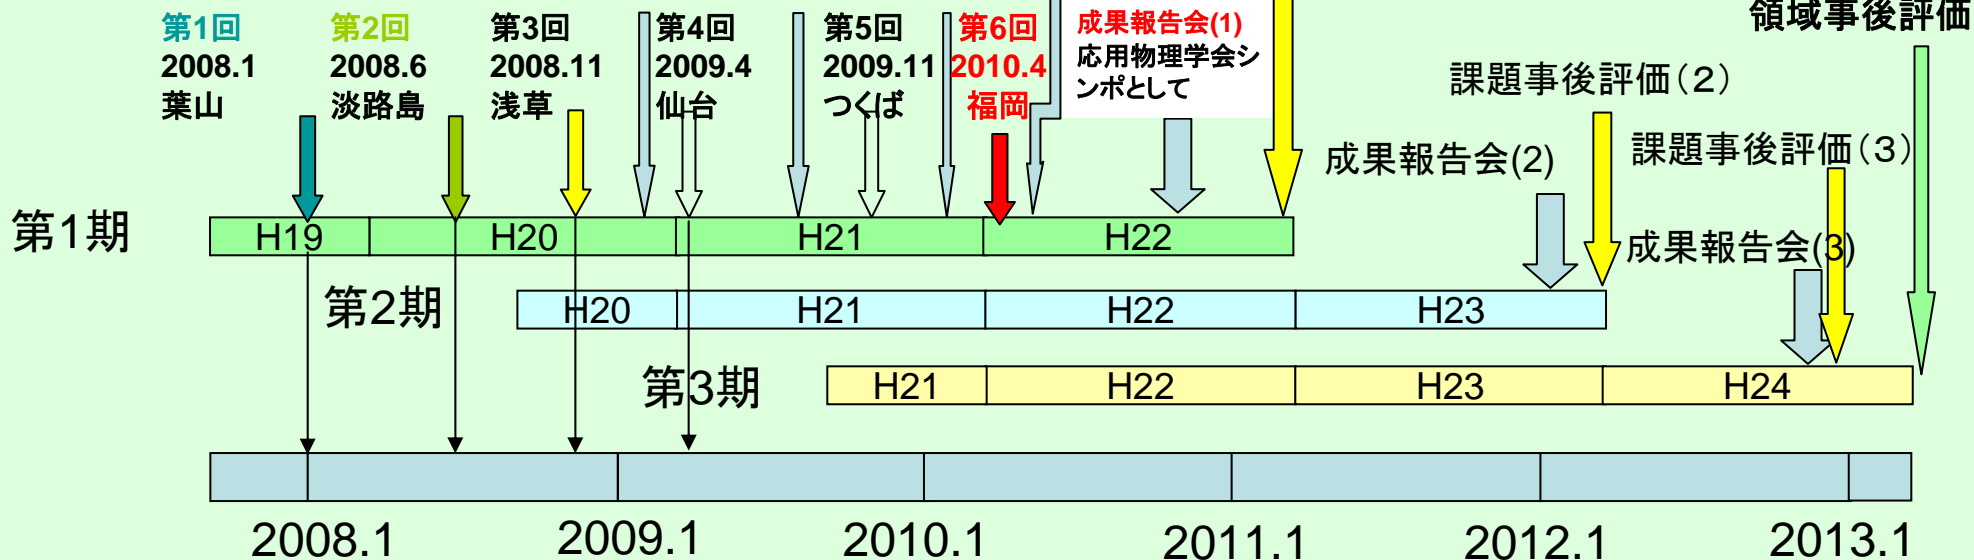 領域事後評価
第1回
2008.1
葉山
第2回
2008.6
淡路島
第3回
2008.11
浅草
第4回
2009.4
仙台
第5回
2009.11
つくば
第6回
2010.4
福岡
成果報告会(1)
応用物理学会シ
ンポとして
課題事後評価(２)
成果報告会(2)
課題事後評価(３)
成果報告会(3)
第1期
H19
H20
H21
H22
第2期
H20
H21
H22
H23
第3期
H21
H22
H23
H24
2008.1
2009.1
2010.1
2011.1
2012.1
2013.1